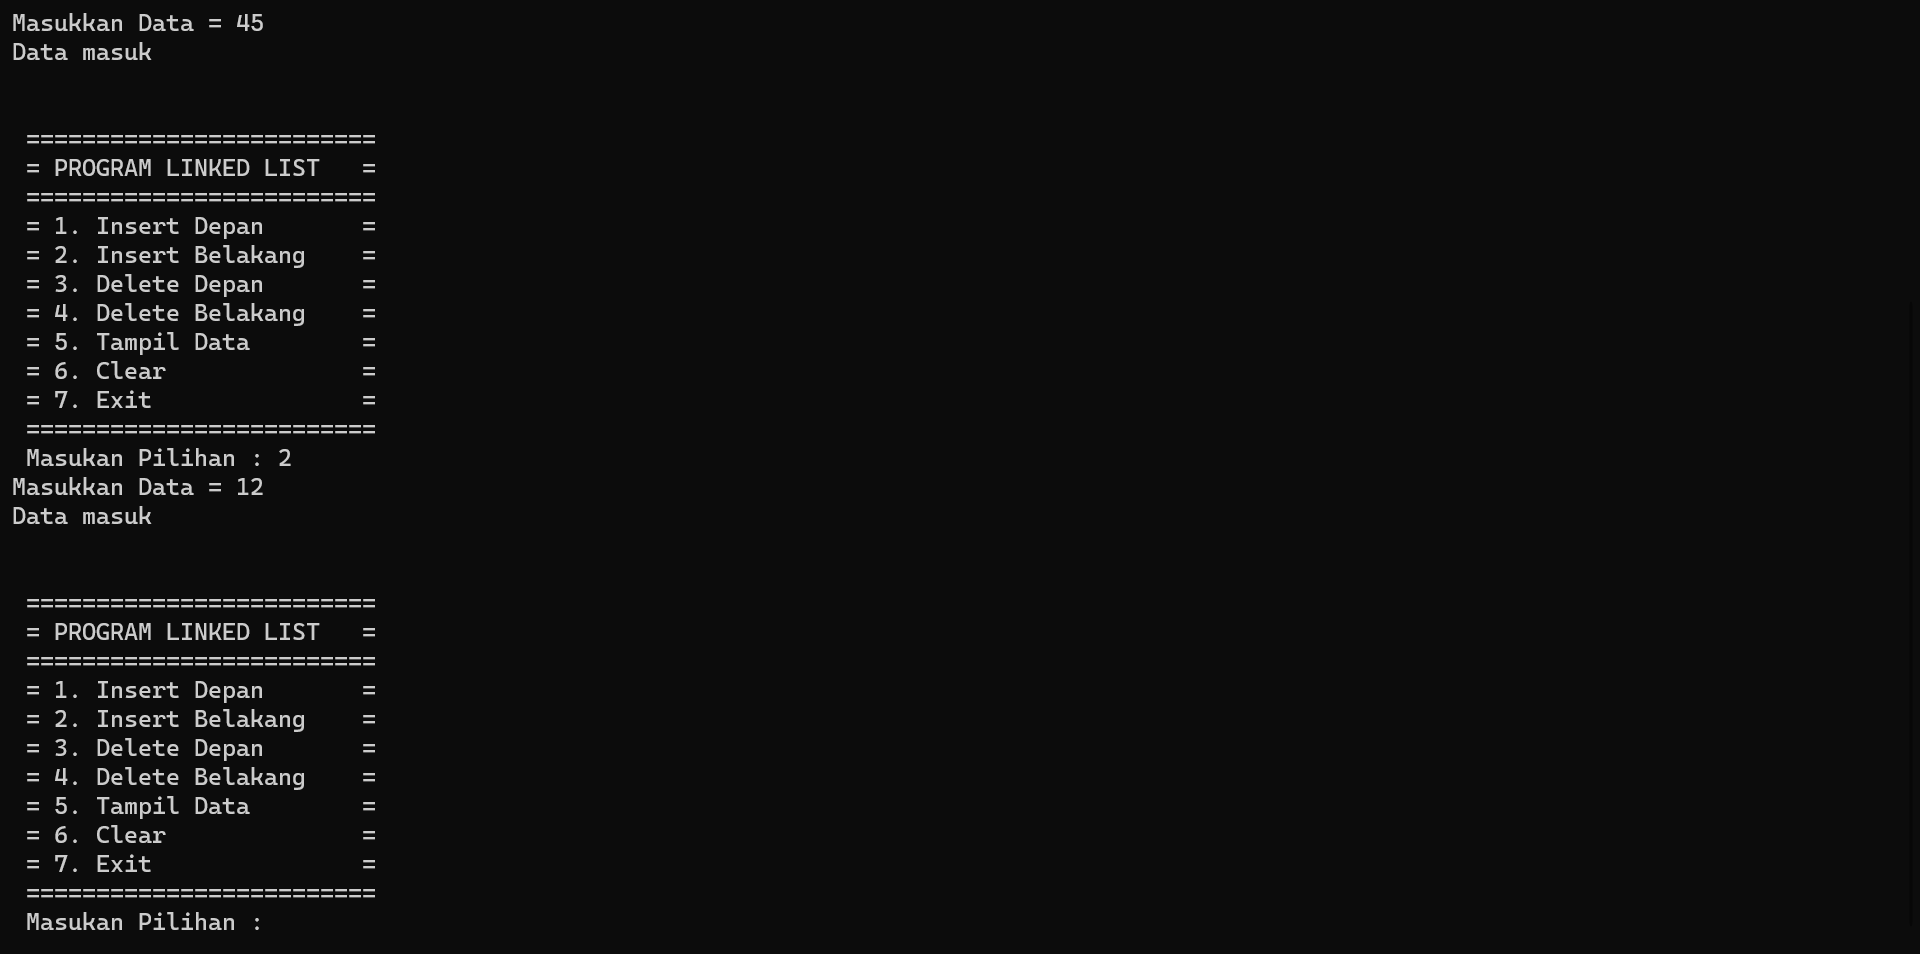 Masukkan Data = 45
Data masuk
=========================
= PROGRAM LINKED LIST   =
=========================
= 1. Insert Depan       =
= 2. Insert Belakang    =
= 3. Delete Depan       =
= 4. Delete Belakang    =
= 5. Tampil Data        =
= 6. Clear              =
= 7. Exit               =
=========================
Masukan Pilihan : 2
Masukkan Data = 12
Data masuk
=========================
= PROGRAM LINKED LIST   =
=========================
= 1. Insert Depan       =
= 2. Insert Belakang    =
= 3. Delete Depan       =
= 4. Delete Belakang    =
= 5. Tampil Data        =
= 6. Clear              =
= 7. Exit               =
=========================
Masukan Pilihan :